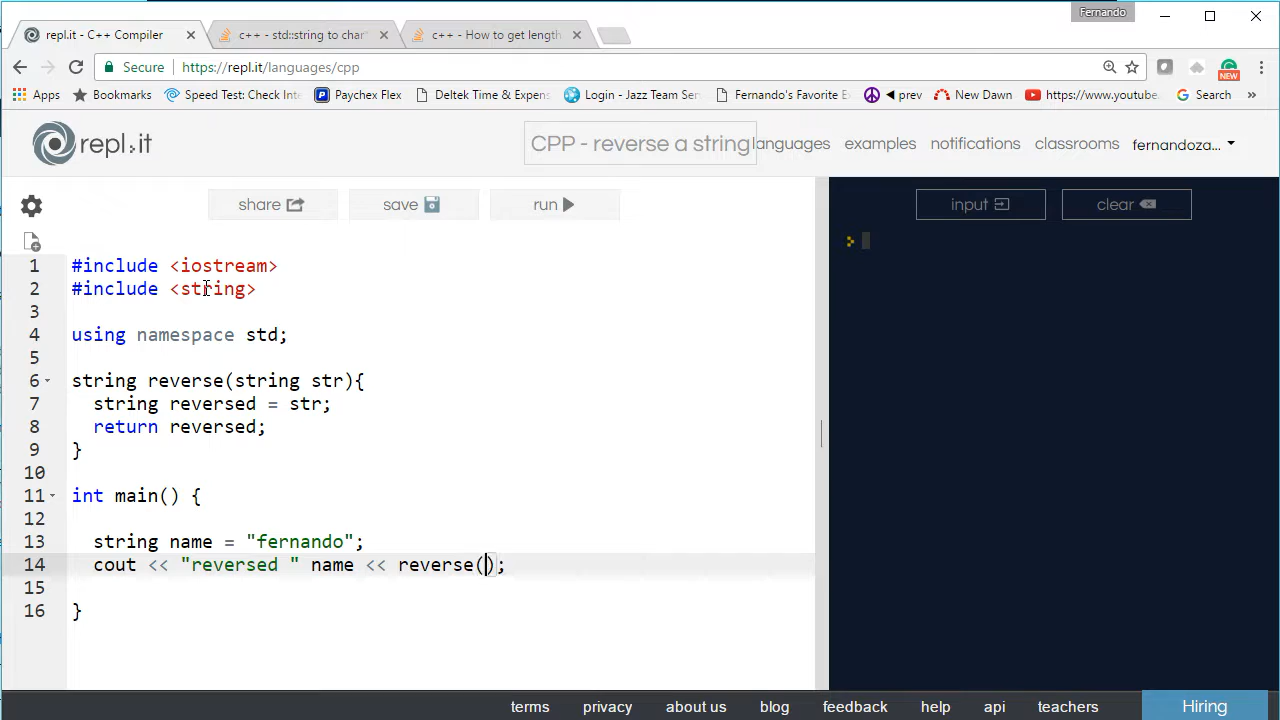 Fernando
repl.it - C++ Compiler
c++ - std::string to char*
c++ - How to get length
Secure https://repl.it/languages/cpp
NEW
Apps Bookmarks Speed Test: Check Inte Paychex Flex Deltek Time & Expens Login - Jazz Team Ser Fernando's Favorite E prev New Dawn https://www.youtube. Search »
repl.it
CPP - reverse a string
languages examples notifications classrooms fernandoza...
share save run
input clear
1 #include <iostream>
2 #include <string>
3
4 using namespace std;
5
6 string reverse(string str){
7 string reversed = str;
8 return reversed;
9 }
10
11 int main() {
12
13 string name = "fernando";
14 cout << "reversed " name << reverse();
15
16 }
terms privacy about us blog feedback help api teachers Hiring